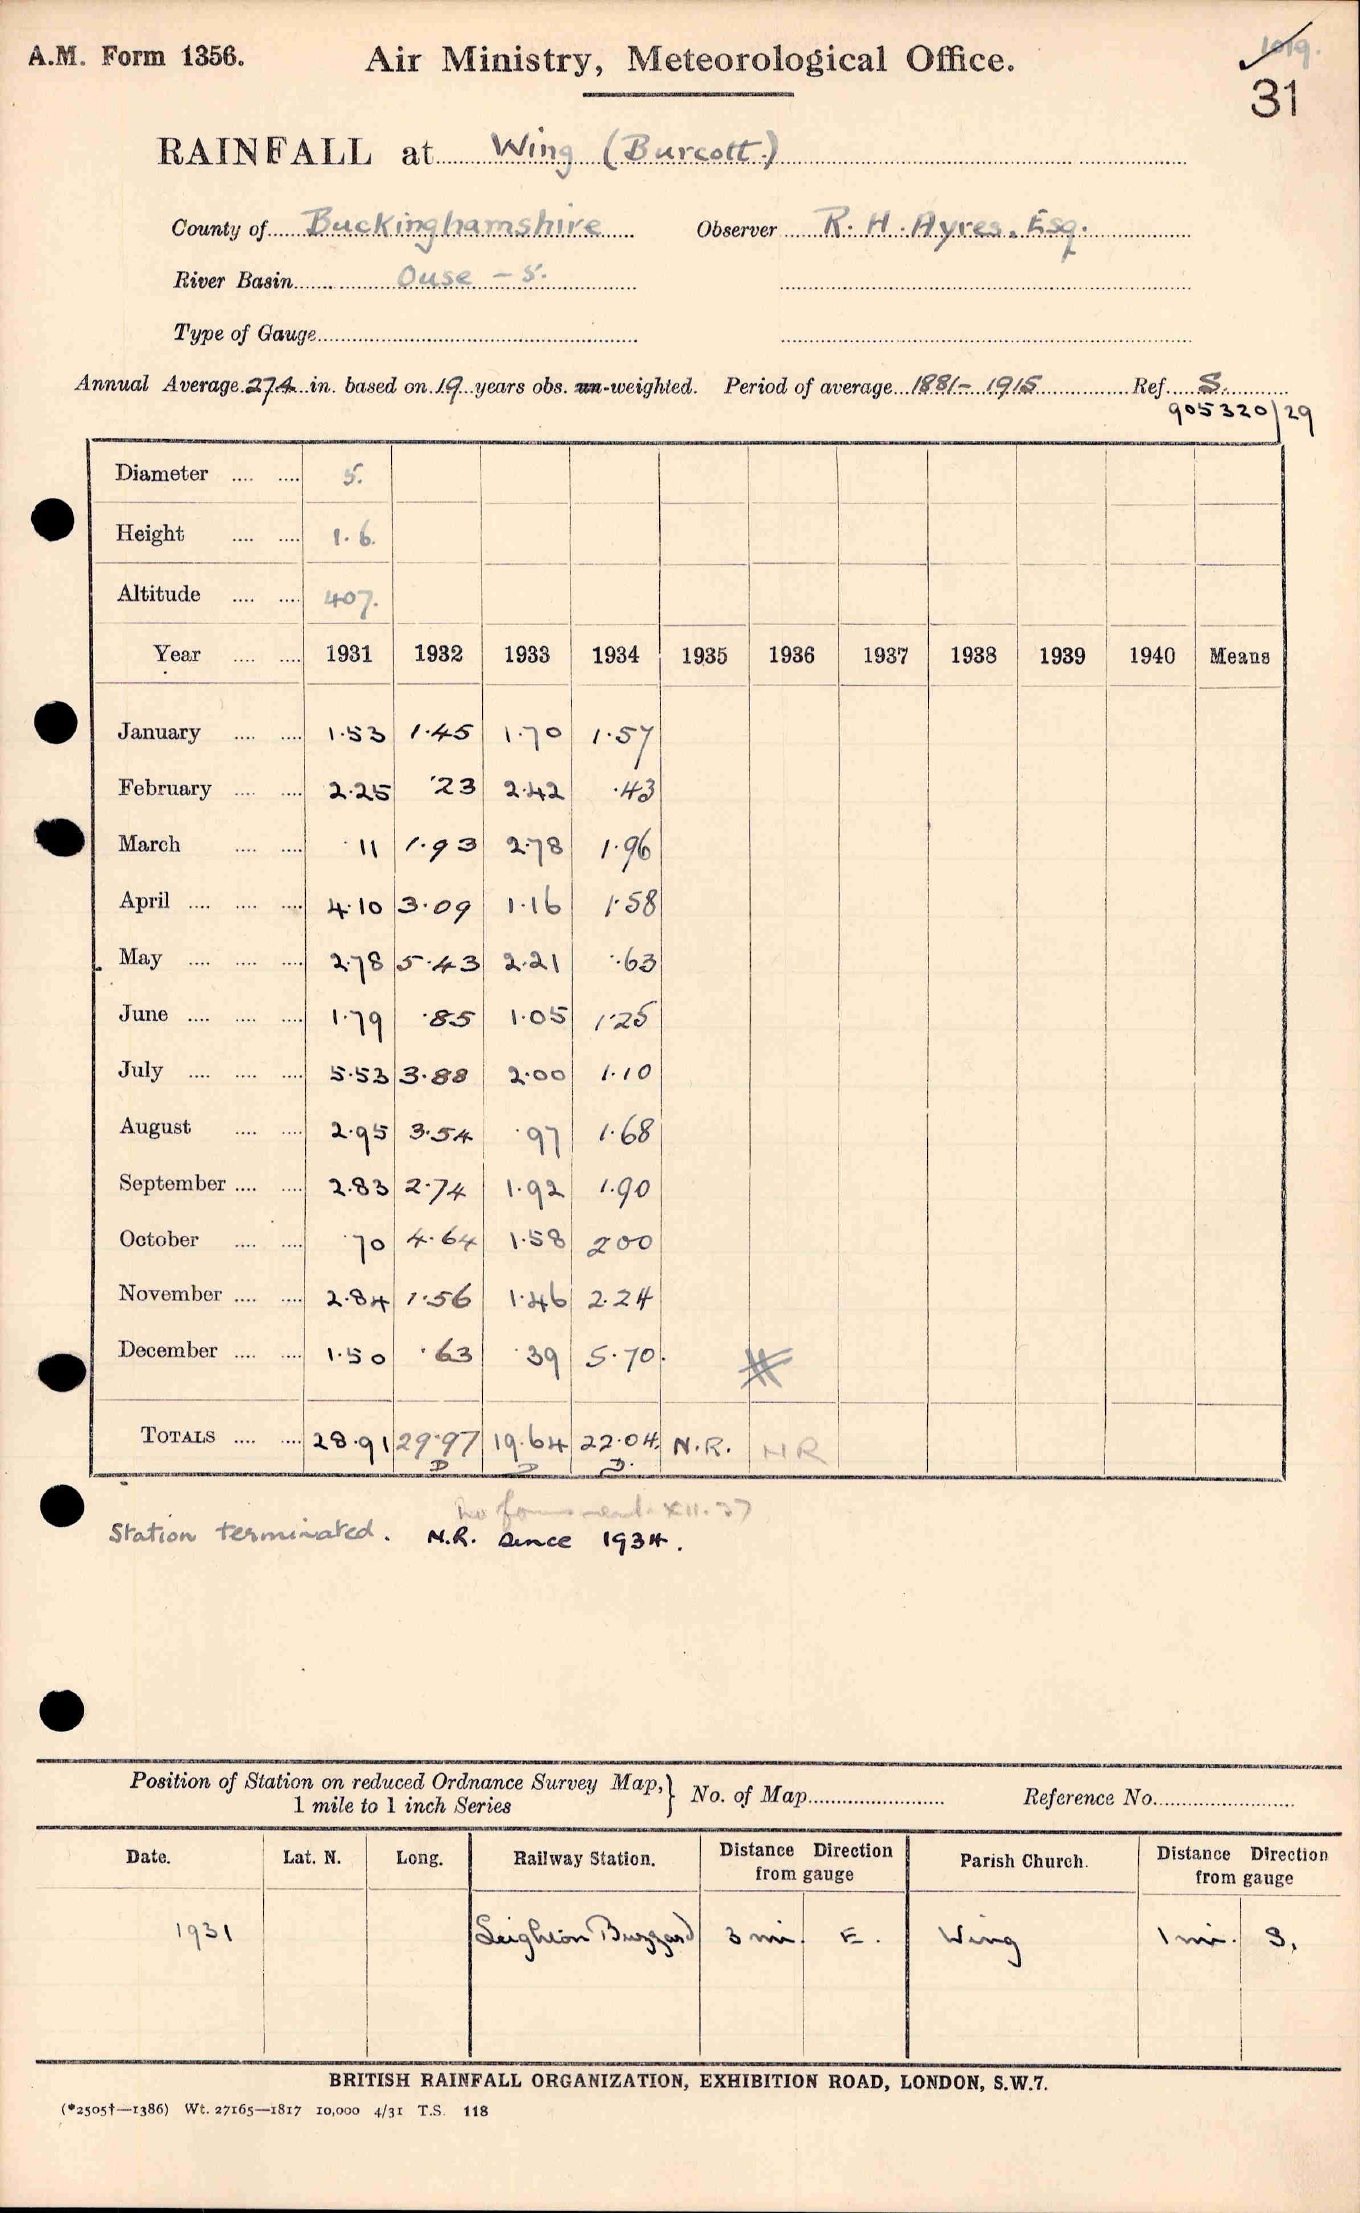 A.M. Form 1356. Air Ministry, Meteorological Office. 1019.
31
RAINFALL at Wing (Burcott.)
County of Buckinghamshire Observer R. H. Ayres, Esq.
River Basin Ouse - 5.
Type of Gauge
Annual Average 27.4 in. based on 19 years obs. un-weighted. Period of average 1881-1915 Ref. S.
905320/29
Diameter .... .... 5.
Height .... .... 1.6.
Altitude .... .... 407.
Year .... .... 1931 1932 1933 1934 1935 1936 1937 1938 1939 1940 Means
January .... .... 1.53 1.45 1.70 1.57
February .... .... 2.25 .23 2.42 .43
March .... .... .11 1.93 2.78 1.96
April .... .... .... 4.10 3.09 1.16 1.58
May .... .... .... 2.78 5.43 2.21 .63
June .... .... .... 1.79 .85 1.05 1.25
July .... .... .... 5.53 3.88 2.00 1.10
August .... .... 2.95 3.54 .97 1.68
September .... .... 2.83 2.74 1.92 1.90
October .... .... .70 4.64 1.58 2 00
November .... .... 2.84 1.56 1.46 2.24
December .... .... 1.50 .63 .39 5.70.
TOTALS .... .... 28.91 29.97 19.64 22.04. N.R. NR
D D D.
No forms XII.37
Station terminated. N.R. since 1934.
Position of Station on reduced Ordnance Survey Map,} No. of Map Reference No.
1 mile to 1 inch Series
Date. Lat. N. Long. Railway Station. Distance Direction from gauge Parish Church. Distance Direction from gauge
1931 Leighton Buzzard 3 mi. E. Wing 1 mi. S.
BRITISH RAINFALL ORGANIZATION, EXHIBITION ROAD, LONDON, S.W.7.
(*2505†—1386) Wt. 27165—1817 10,000 4/31 T.S. 118